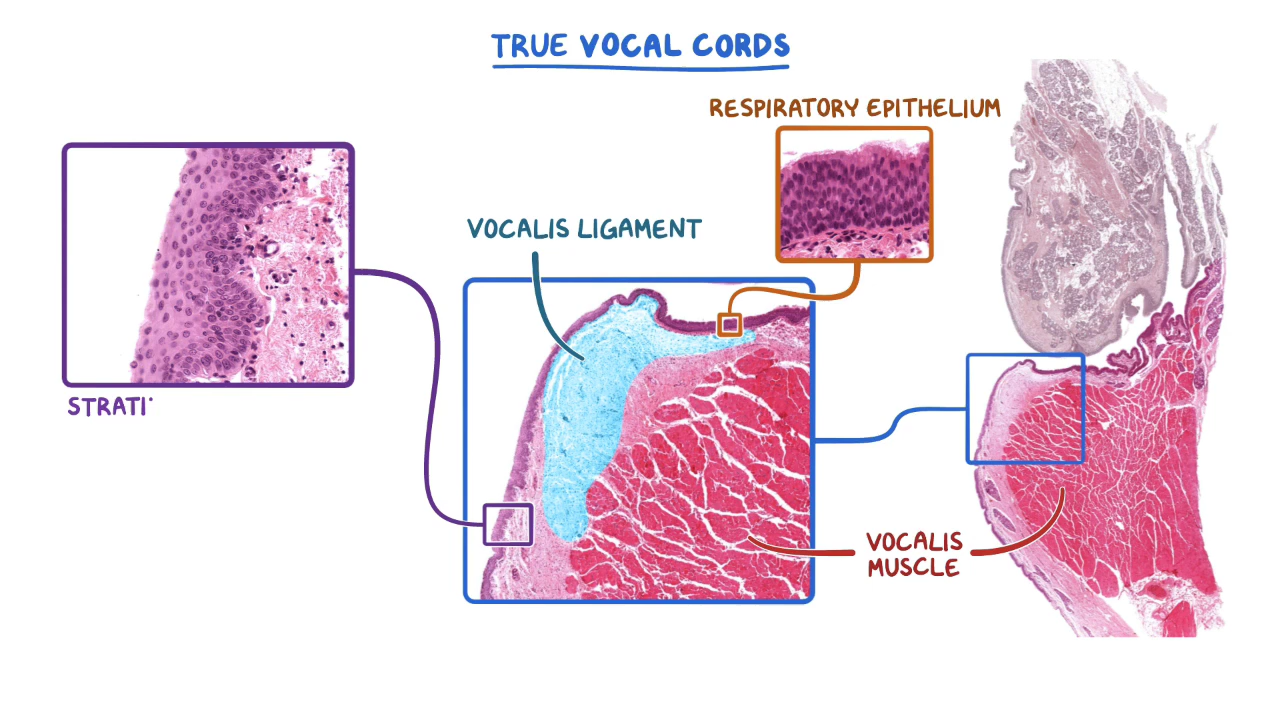 TRUE VOCAL CORDS
RESPIRATORY EPITHELIUM
VOCALIS LIGAMENT
STRATI
VOCALIS
MUSCLE